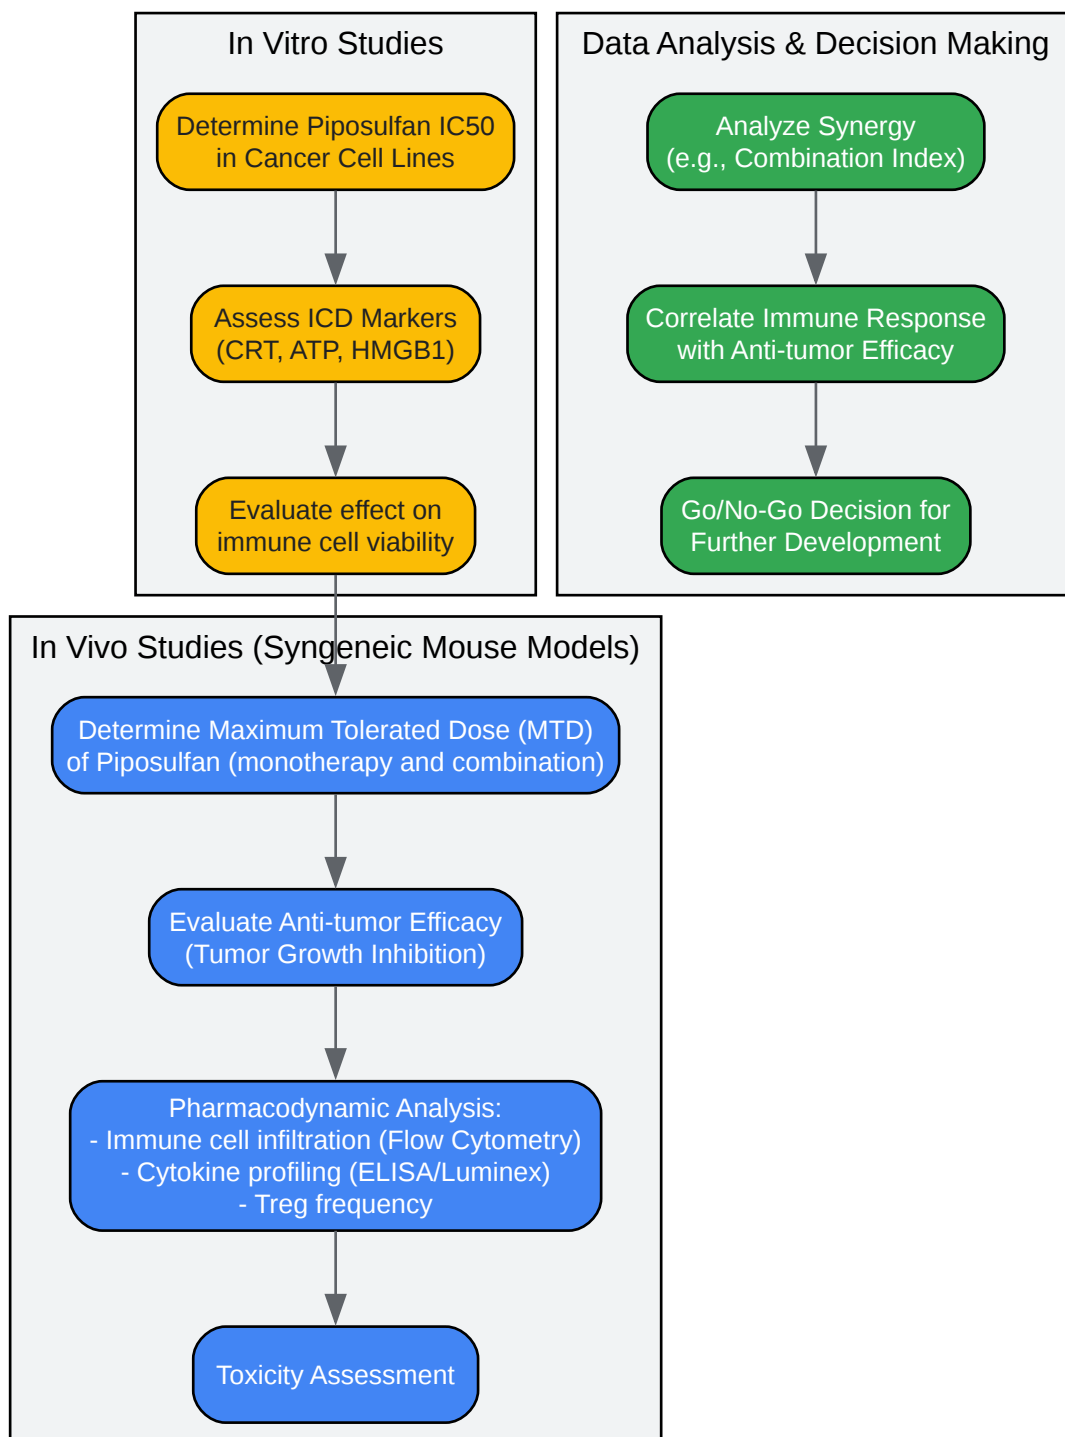 In Vitro Studies
Determine Piposulfan IC50
in Cancer Cell Lines
Assess ICD Markers
(CRT, ATP, HMGB1)
Evaluate effect on
immune cell viability
Data Analysis & Decision Making
Analyze Synergy
(e.g., Combination Index)
Correlate Immune Response
with Anti-tumor Efficacy
Go/No-Go Decision for
Further Development
In Vivo Studies (Syngeneic Mouse Models)
Determine Maximum Tolerated Dose (MTD)
of Piposulfan (monotherapy and combination)
Evaluate Anti-tumor Efficacy
(Tumor Growth Inhibition)
Pharmacodynamic Analysis:
- Immune cell infiltration (Flow Cytometry)
- Cytokine profiling (ELISA/Luminex)
- Treg frequency
Toxicity Assessment